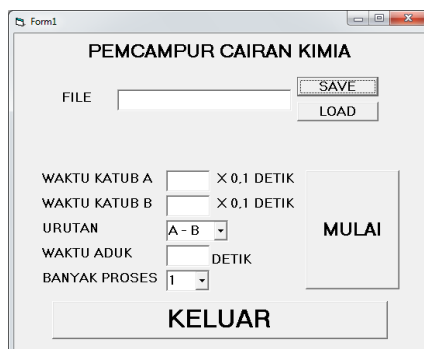 Form1
PEMCAMPUR CAIRAN KIMIA
FILE
SAVE
LOAD
WAKTU KATUB A X 0,1 DETIK
WAKTU KATUB B X 0,1 DETIK
URUTAN A - B
WAKTU ADUK DETIK
BANYAK PROSES 1
MULAI
KELUAR